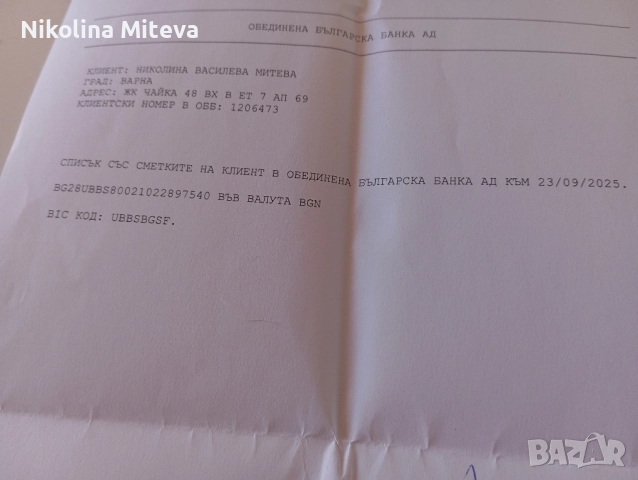 Nikolina Miteva
ОБЕДИНЕНА БЪЛГАРСКА БАНКА АД
КЛИЕНТ: НИКОЛИНА ВАСИЛЕВА МИТЕВА
ГРАД: ВАРНА
АДРЕС: ЖК ЧАЙКА 48 ВХ В ЕТ 7 АП 69
КЛИЕНТСКИ НОМЕР В ОББ: 1206473
СПИСЪК СЪС СМЕТКИТЕ НА КЛИЕНТ В ОБЕДИНЕНА БЪЛГАРСКА БАНКА АД КЪМ 23/09/2025.
BG28UBBS80021022897540 ВЪВ ВАЛУТА BGN
BIC КОД: UBBSBGSF.
BAZAR